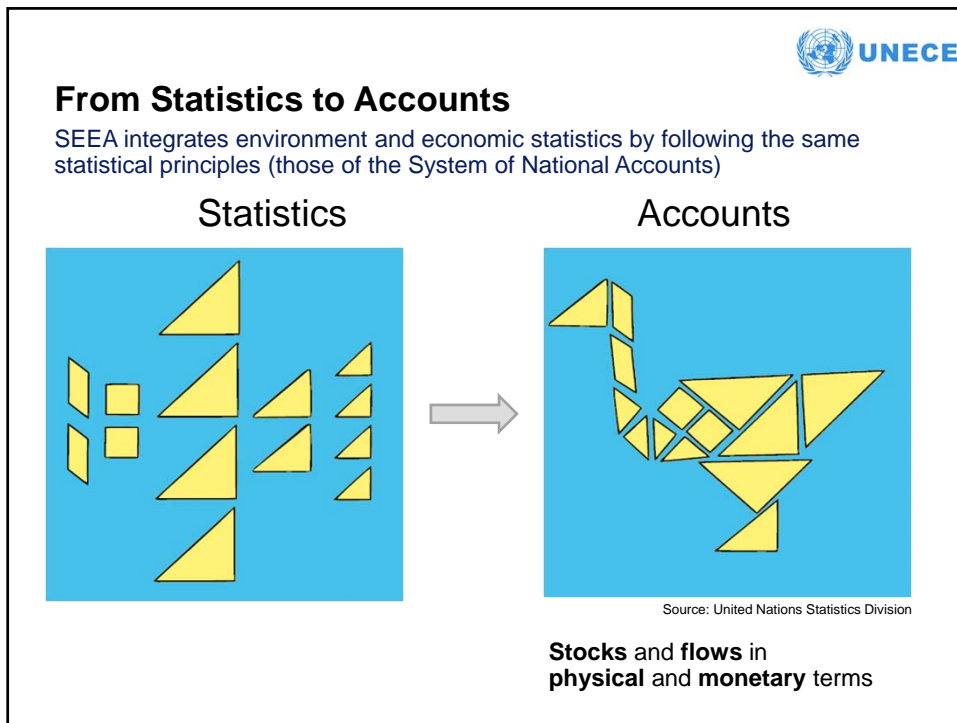 UNECE
From Statistics to Accounts
SEEA integrates environment and economic statistics by following the same
statistical principles (those of the System of National Accounts)
Statistics
Accounts
Source: United Nations Statistics Division
Stocks and flows in
physical and monetary terms